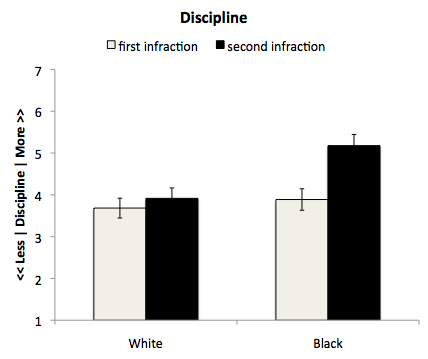 Discipline
first infraction second infraction
7
6
5
4
3
2
1
<< Less | Discipline | More >>
White Black